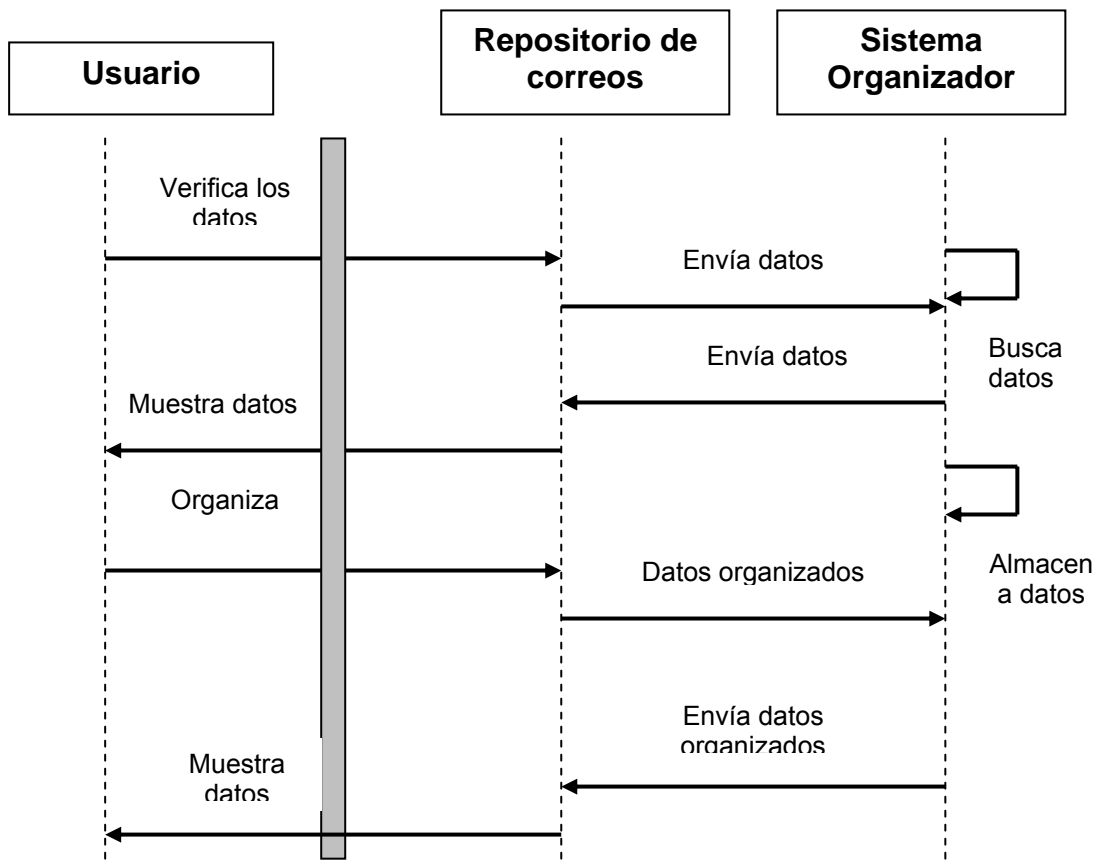 Usuario
Repositorio de
correos
Sistema
Organizador
Verifica los
datos
Envía datos
Busca
datos
Envía datos
Muestra datos
Organiza
Datos organizados
Almacen
a datos
Envía datos
organizados
Muestra
datos